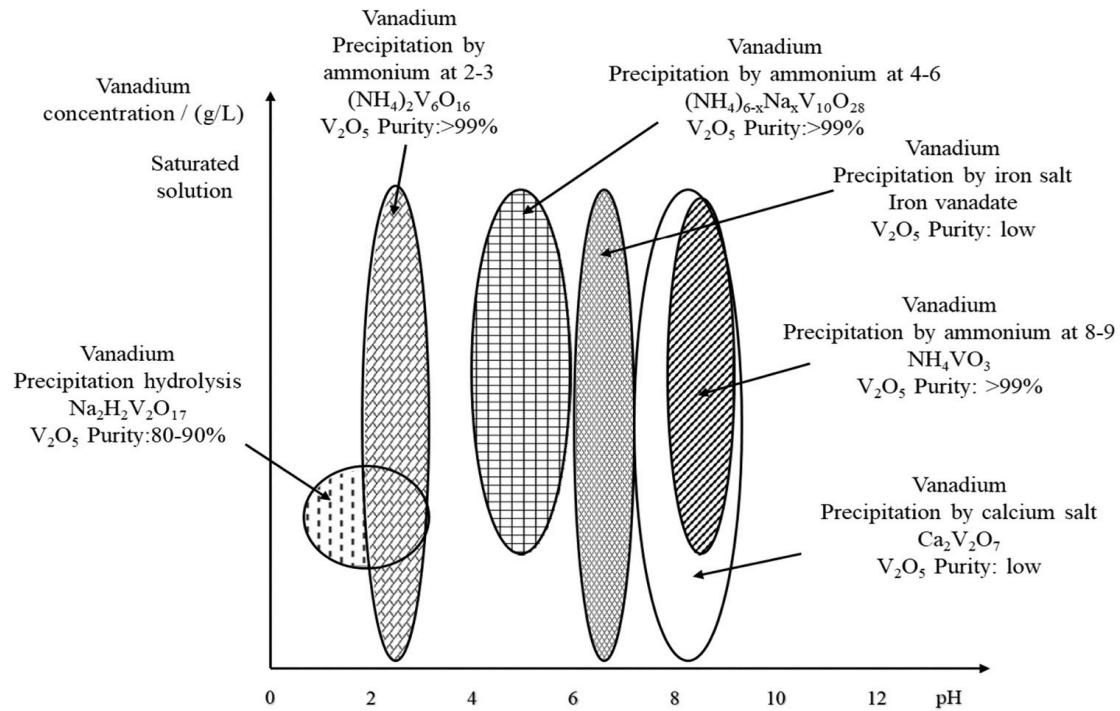 Vanadium
Precipitation by
ammonium at 2-3
(NH₄)₂V₆O₁₆
V₂O₅ Purity:>99%
Vanadium
Precipitation by ammonium at 4-6
(NH₄)₆₋ₓNaₓV₁₀O₂₈
V₂O₅ Purity:>99%
Vanadium
concentration / (g/L)
Saturated
solution
Vanadium
Precipitation by iron salt
Iron vanadate
V₂O₅ Purity: low
Vanadium
Precipitation by ammonium at 8-9
NH₄VO₃
V₂O₅ Purity: >99%
Vanadium
Precipitation hydrolysis
Na₂H₂V₂O₁₇
V₂O₅ Purity:80-90%
Vanadium
Precipitation by calcium salt
Ca₂V₂O₇
V₂O₅ Purity: low
0 2 4 6 8 10 12 pH